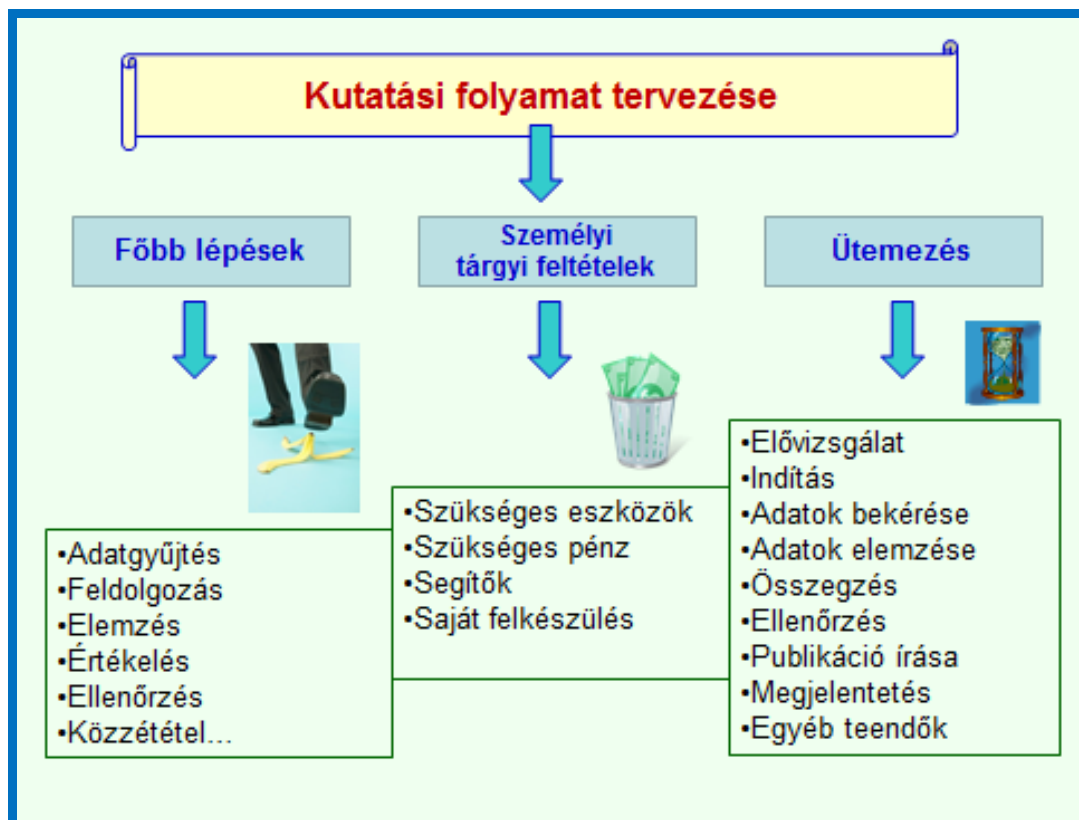 Kutatási folyamat tervezése
Főbb lépések
Személyi
tárgyi feltételek
Ütemezés
•Adatgyűjtés
•Feldolgozás
•Elemzés
•Értékelés
•Ellenőrzés
•Közzététel...
•Szükséges eszközök
•Szükséges pénz
•Segítők
•Saját felkészülés
•Elővizsgálat
•Indítás
•Adatok bekérése
•Adatok elemzése
•Összegzés
•Ellenőrzés
•Publikáció írása
•Megjelentetés
•Egyéb teendők